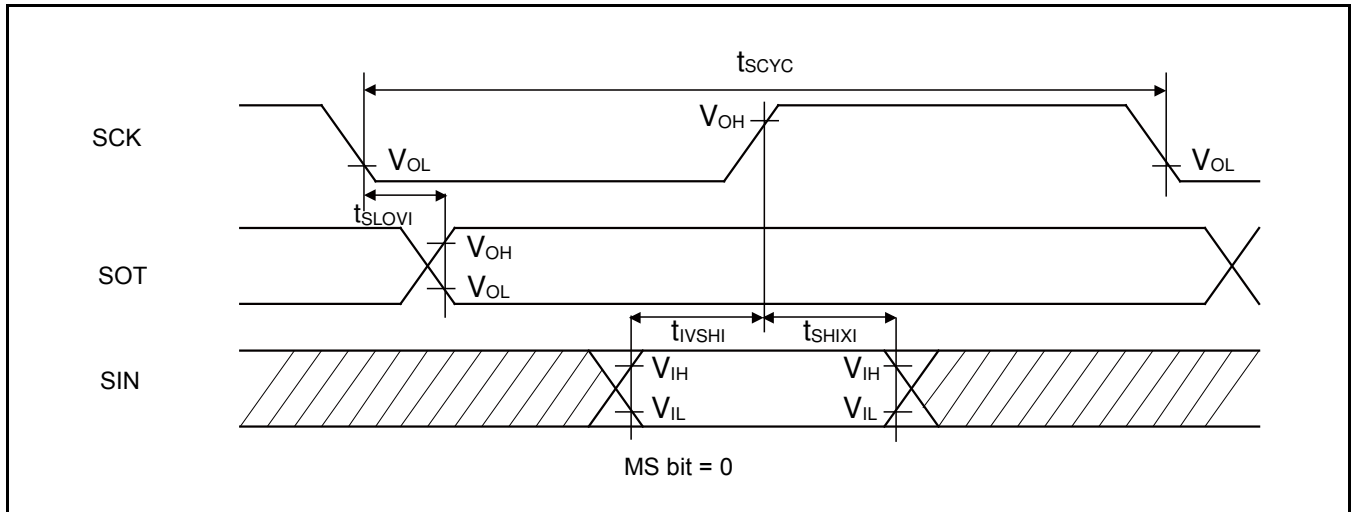 tSCYC
VOH
SCK
VOL
VOL
tSLOVI
VOH
SOT
VOL
tIVSHI
tSHIXI
VIH
VIH
SIN
VIL
VIL
MS bit = 0